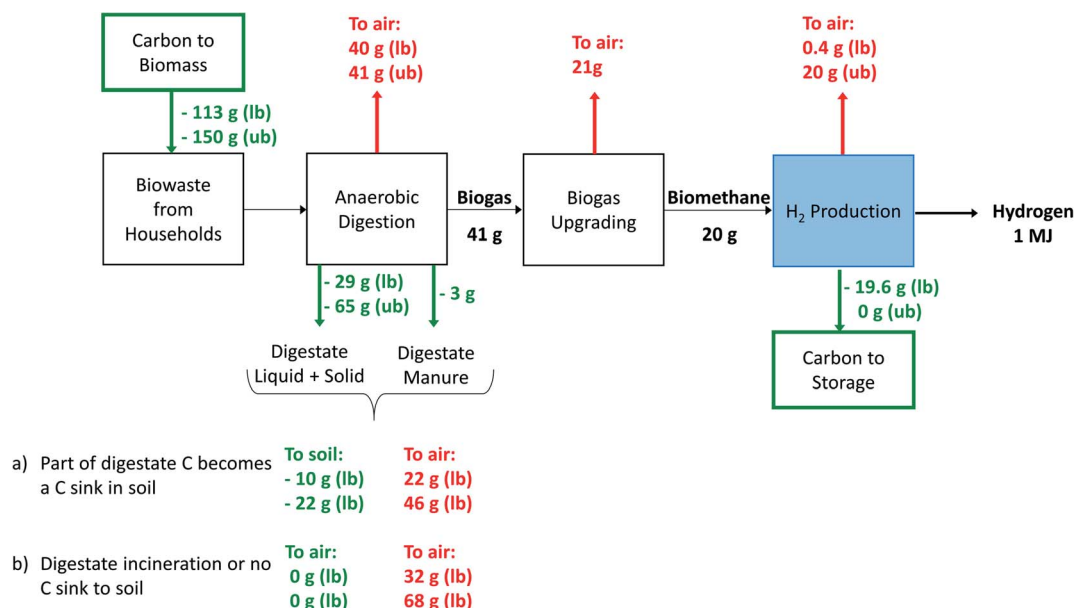 Carbon to
Biomass
- 113 g (lb)
- 150 g (ub)
Biowaste
from
Households
To air:
40 g (lb)
41 g (ub)
Anaerobic
Digestion
Biogas
41 g
To air:
21g
Biogas
Upgrading
Biomethane
20 g
To air:
0.4 g (lb)
20 g (ub)
H₂ Production
Hydrogen
1 MJ
- 29 g (lb)
- 65 g (ub)
- 3 g
- 19.6 g (lb)
0 g (ub)
Digestate
Liquid + Solid
Digestate
Manure
Carbon to
Storage
a) Part of digestate C becomes
a C sink in soil
To soil:
- 10 g (lb)
- 22 g (lb)
To air:
22 g (lb)
46 g (lb)
b) Digestate incineration or no
C sink to soil
To air:
0 g (lb)
0 g (lb)
To air:
32 g (lb)
68 g (lb)